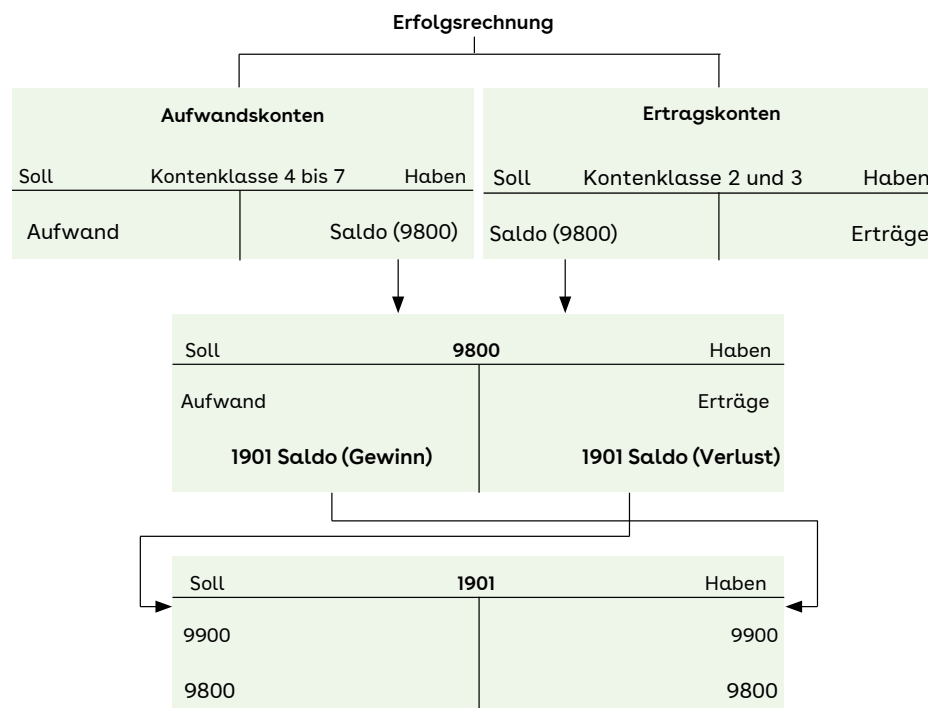 Erfolgsrechnung
Aufwandskonten
Soll Kontenklasse 4 bis 7 Haben
Aufwand Saldo (9800)
Ertragskonten
Soll Kontenklasse 2 und 3 Haben
Saldo (9800) Erträge
Soll 9800 Haben
Aufwand Erträge
1901 Saldo (Gewinn) 1901 Saldo (Verlust)
Soll 1901 Haben
9900 9900
9800 9800